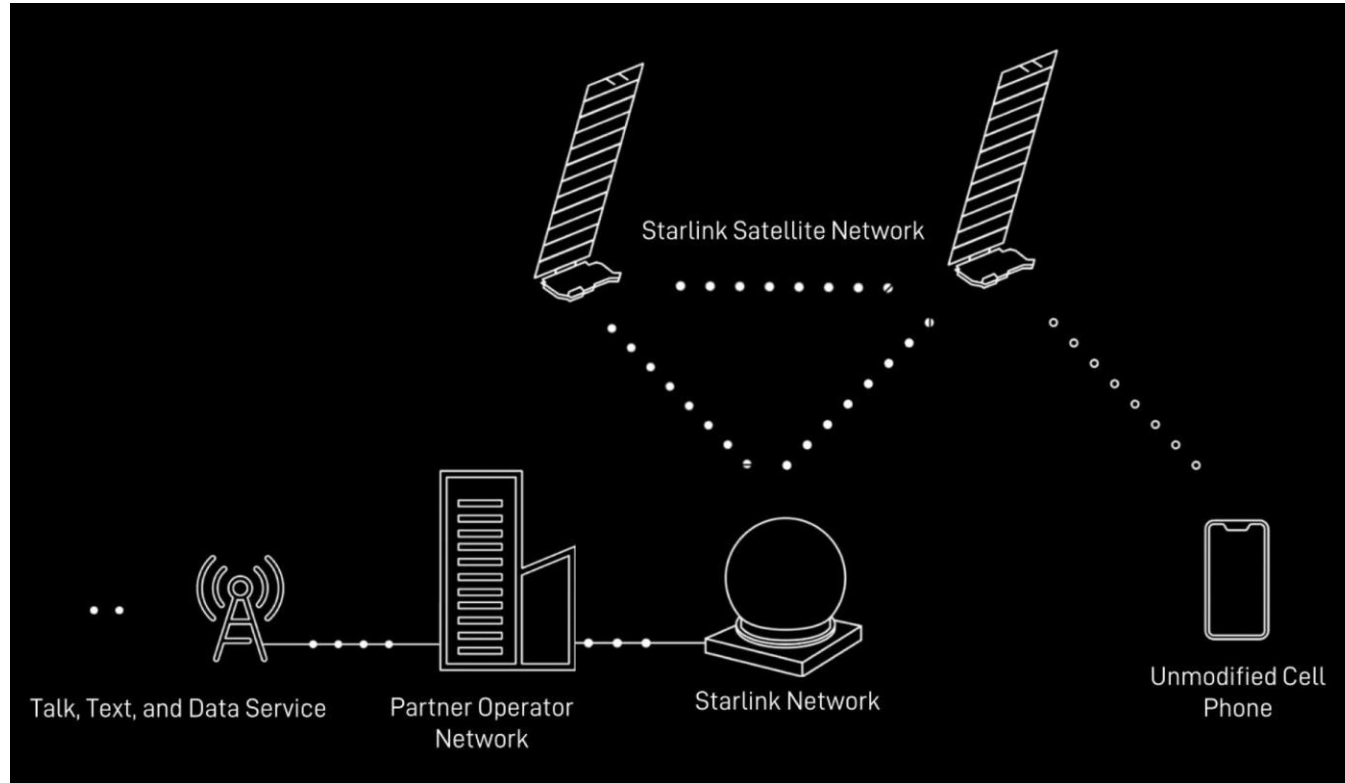 Starlink Satellite Network
Talk, Text, and Data Service
Partner Operator
Network
Starlink Network
Unmodified Cell
Phone